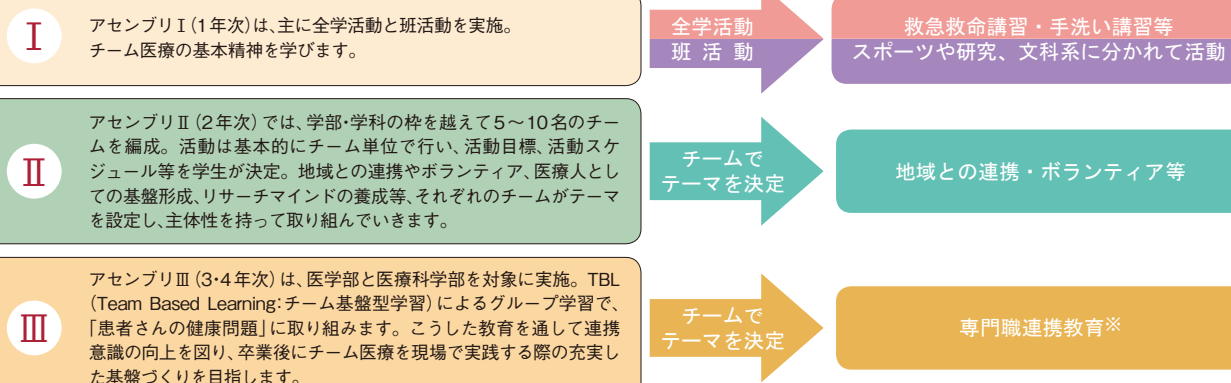 Ⅰ
アセンブリⅠ(1年次)は、主に全学活動と班活動を実施。
チーム医療の基本精神を学びます。
全学活動
班活動
救急救命講習・手洗い講習等
スポーツや研究、文科系に分かれて活動
Ⅱ
アセンブリⅡ(2年次)では、学部・学科の枠を越えて5～10名のチー
ムを編成。活動は基本的にチーム単位で行い、活動目標、活動スケ
ジュール等を学生が決定。地域との連携やボランティア、医療人とし
ての基盤形成、リサーチマインドの養成等、それぞれのチームがテーマ
を設定し、主体性を持って取り組んでいきます。
チームで
テーマを決定
地域との連携・ボランティア等
Ⅲ
アセンブリⅢ(3・4年次)は、医学部と医療科学部を対象に実施。TBL
(Team Based Learning:チーム基盤型学習)によるグループ学習で、
「患者さんの健康問題」に取り組みます。こうした教育を通して連携
意識の向上を図り、卒業後にチーム医療を現場で実践する際の充実し
た基盤づくりを目指します。
チームで
テーマを決定
専門職連携教育※